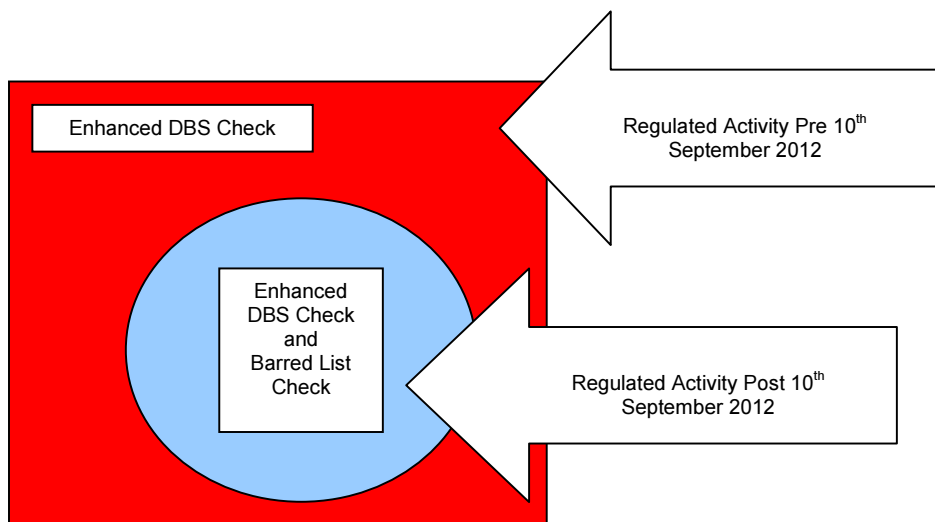 Enhanced DBS Check
Regulated Activity Pre 10th
September 2012
Enhanced
DBS Check
and
Barred List
Check
Regulated Activity Post 10th
September 2012